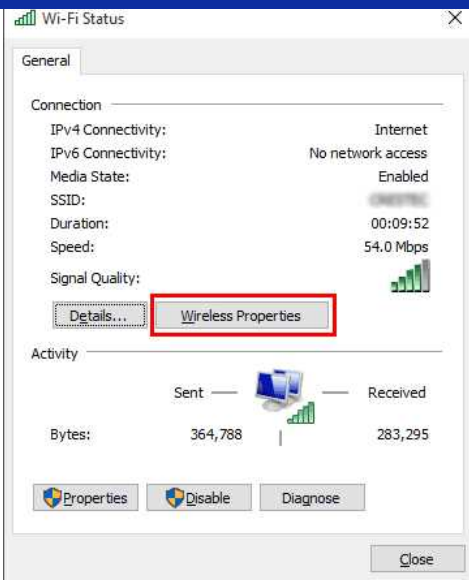 Wi-Fi Status
General
Connection
IPv4 Connectivity: Internet
IPv6 Connectivity: No network access
Media State: Enabled
SSID:
Duration: 00:09:52
Speed: 54.0 Mbps
Signal Quality:
Details... Wireless Properties
Activity
Sent — — Received
Bytes: 364,788 | 283,295
Properties Disable Diagnose
Close